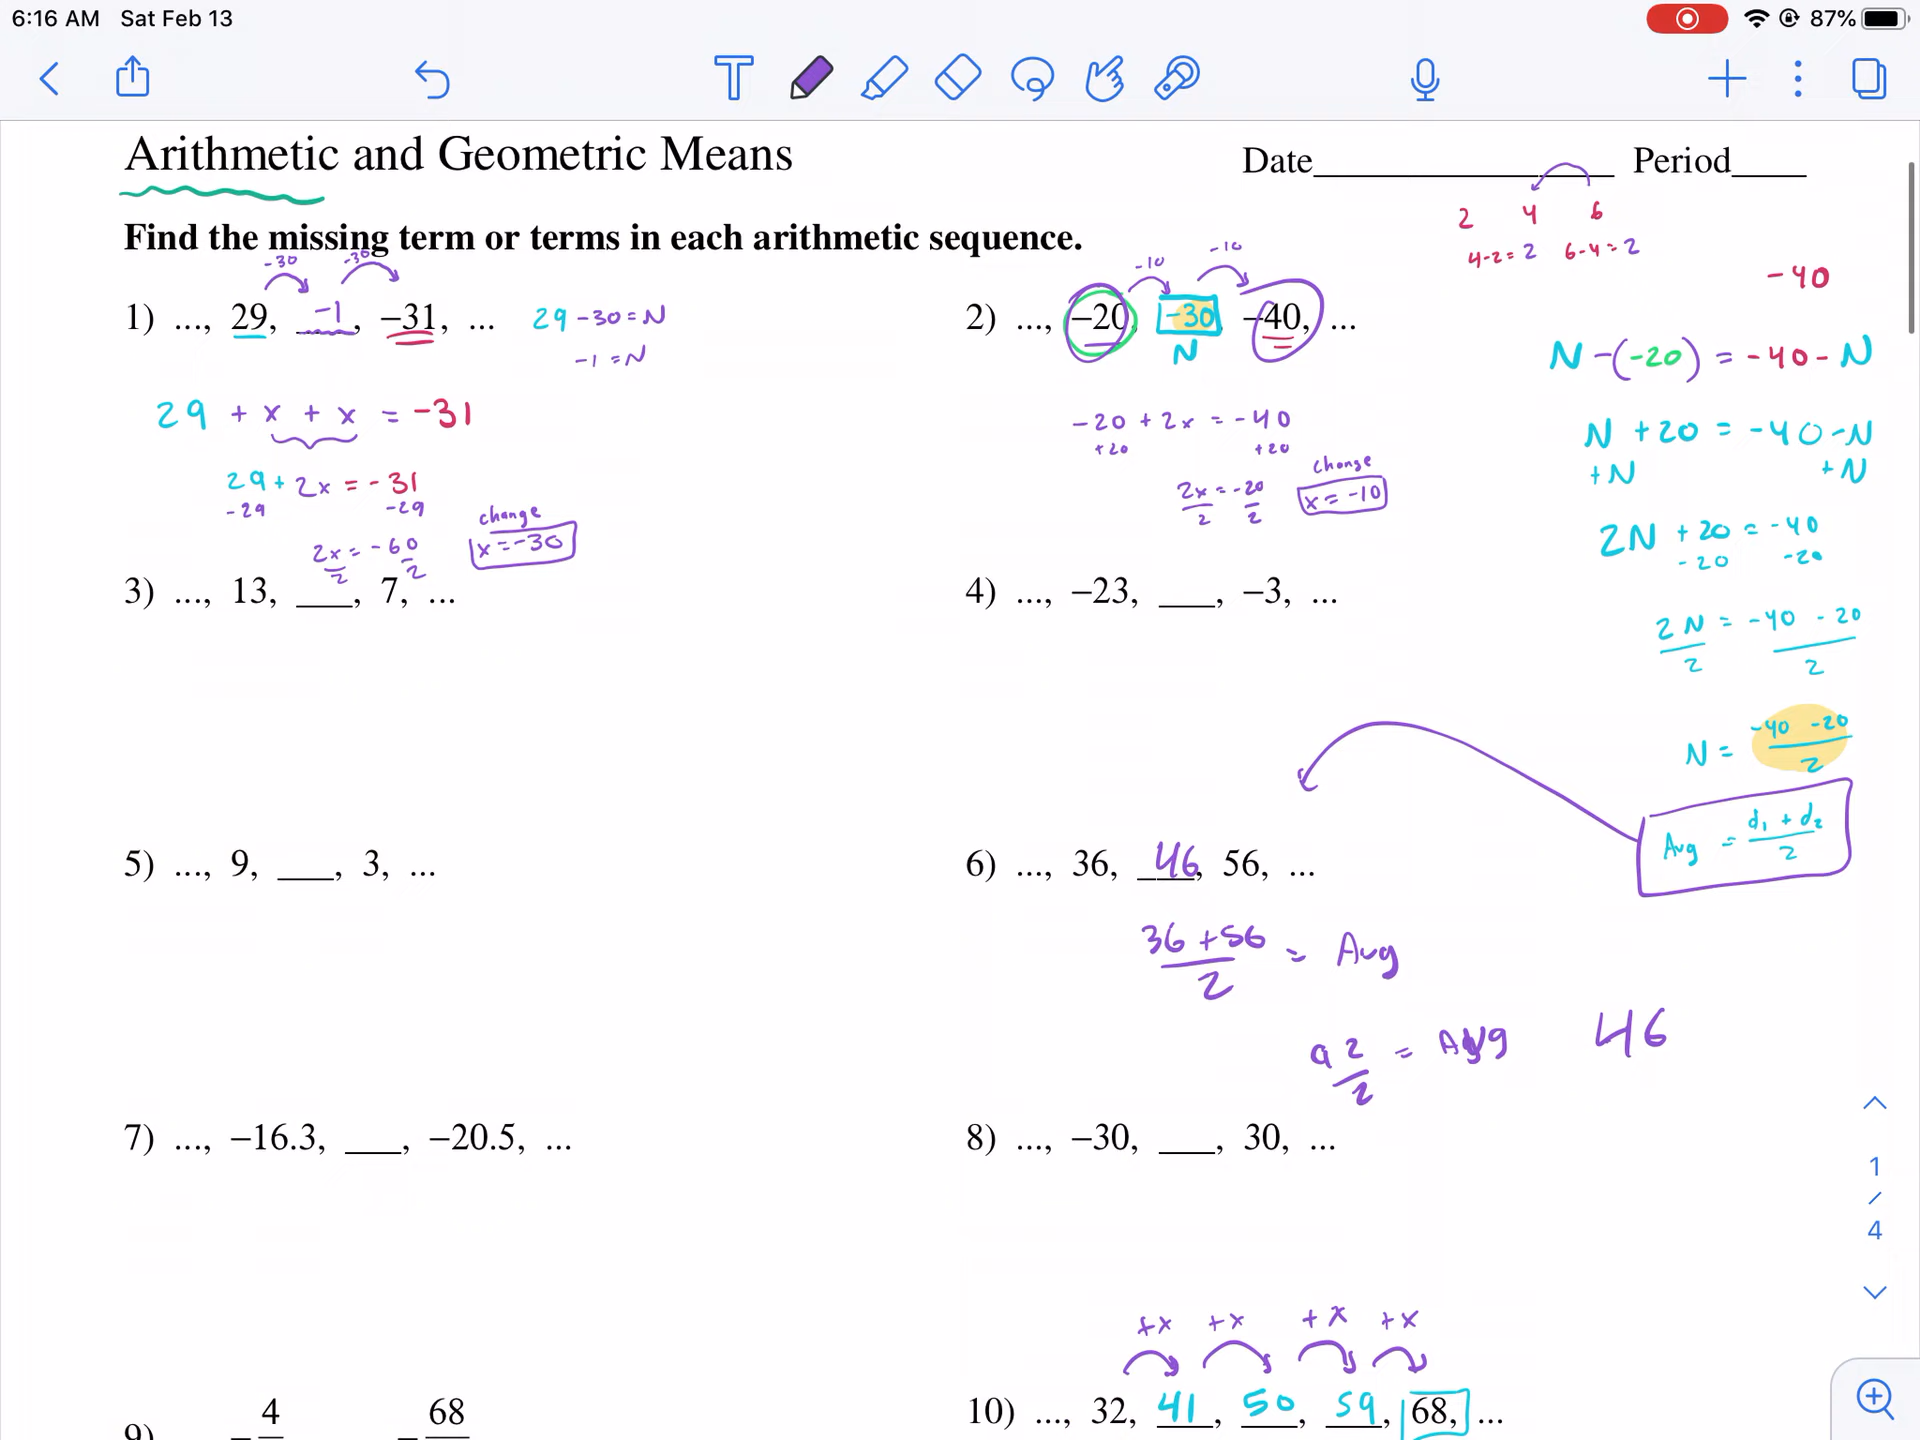 6:16 AM Sat Feb 13
87%
Arithmetic and Geometric Means
Date Period
2 4 6
4-2=2 6-4=2
Find the missing term or terms in each arithmetic sequence.
-30 -30
1) ..., 29, -1, −31, ...
29 -30 = N
-1 = N
29 + x + x = -31
29 + 2x = -31
-29 -29
2x = -60
2 2
change
x = -30
-10 -10
2) ..., −20, -30, −40, ...
N
-20 + 2x = -40
+20 +20
2x = -20
2 2
change
x = -10
-40
N -(-20) = -40 - N
N + 20 = -40 - N
+N +N
2N + 20 = -40
-20 -20
2N = -40 - 20
2 2
N = -40 -20
2
Avg = d₁ + d₂
2
3) ..., 13, ___, 7, ...
4) ..., −23, ___, −3, ...
5) ..., 9, ___, 3, ...
6) ..., 36, 46, 56, ...
36 + 56 = Avg
2
92 = Avg 46
2
7) ..., −16.3, ___, −20.5, ...
8) ..., −30, ___, 30, ...
1
/
4
9) − 4 − 68
+x +x +x +x
10) ..., 32, 41, 50, 59, 68, ...